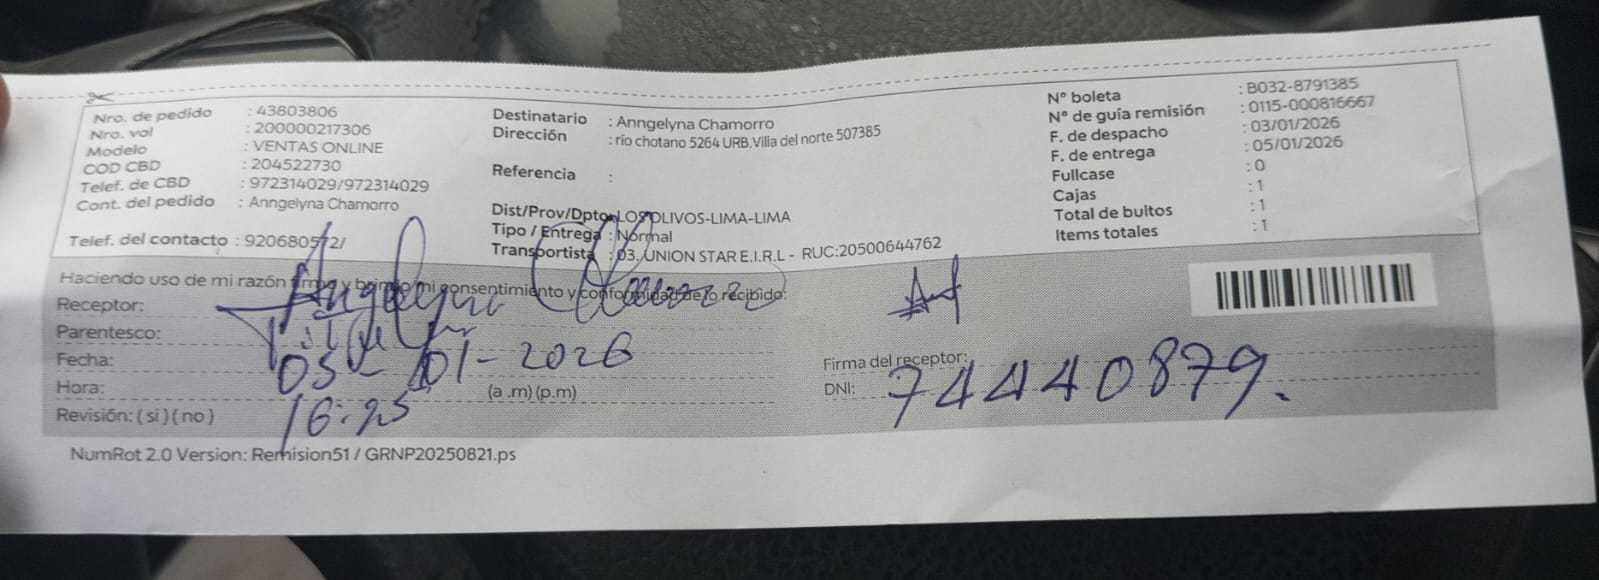 Nro. de pedido : 43803806
Nro. vol : 200000217306
Modelo : VENTAS ONLINE
COD CBD : 204522730
Telef. de CBD : 972314029/972314029
Cont. del pedido : Anngelyna Chamorro
Telef. del contacto : 920680572/
Destinatario : Anngelyna Chamorro
Dirección : río chotano 5264 URB.Villa del norte 507385
Referencia :
Dist/Prov/Dpto : LOS OLIVOS-LIMA-LIMA
Tipo / Entrega : Normal
Transportista : 03. UNION STAR E.I.R.L - RUC:20500644762
N° boleta : B032-8791385
N° de guía remisión : 0115-000816667
F. de despacho : 03/01/2026
F. de entrega : 05/01/2026
Fullcase : 0
Cajas : 1
Total de bultos : 1
Items totales : 1
Haciendo uso de mi razón firmo y bajo mi consentimiento y conformidad de lo recibido:
Receptor: Anngelyna Chamorro
Parentesco: Titular
Fecha: 05-01-2026
Hora: 16:25 (a .m) (p.m)
Revisión: ( si ) ( no )
Firma del receptor:
DNI: 74440879.
NumRot 2.0 Version: Remision51 / GRNP20250821.ps